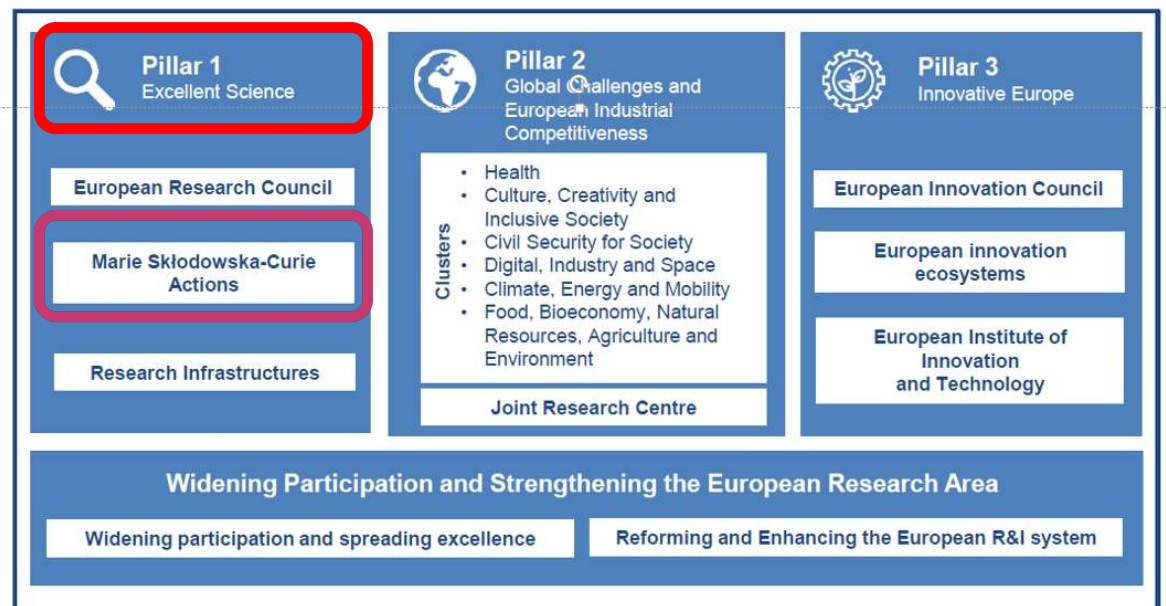 Pillar 1
Excellent Science
European Research Council
Marie Skłodowska-Curie
Actions
Research Infrastructures
Pillar 2
Global Challenges and
European Industrial
Competitiveness
Clusters
• Health
• Culture, Creativity and
Inclusive Society
• Civil Security for Society
• Digital, Industry and Space
• Climate, Energy and Mobility
• Food, Bioeconomy, Natural
Resources, Agriculture and
Environment
Joint Research Centre
Pillar 3
Innovative Europe
European Innovation Council
European innovation
ecosystems
European Institute of
Innovation
and Technology
Widening Participation and Strengthening the European Research Area
Widening participation and spreading excellence
Reforming and Enhancing the European R&I system